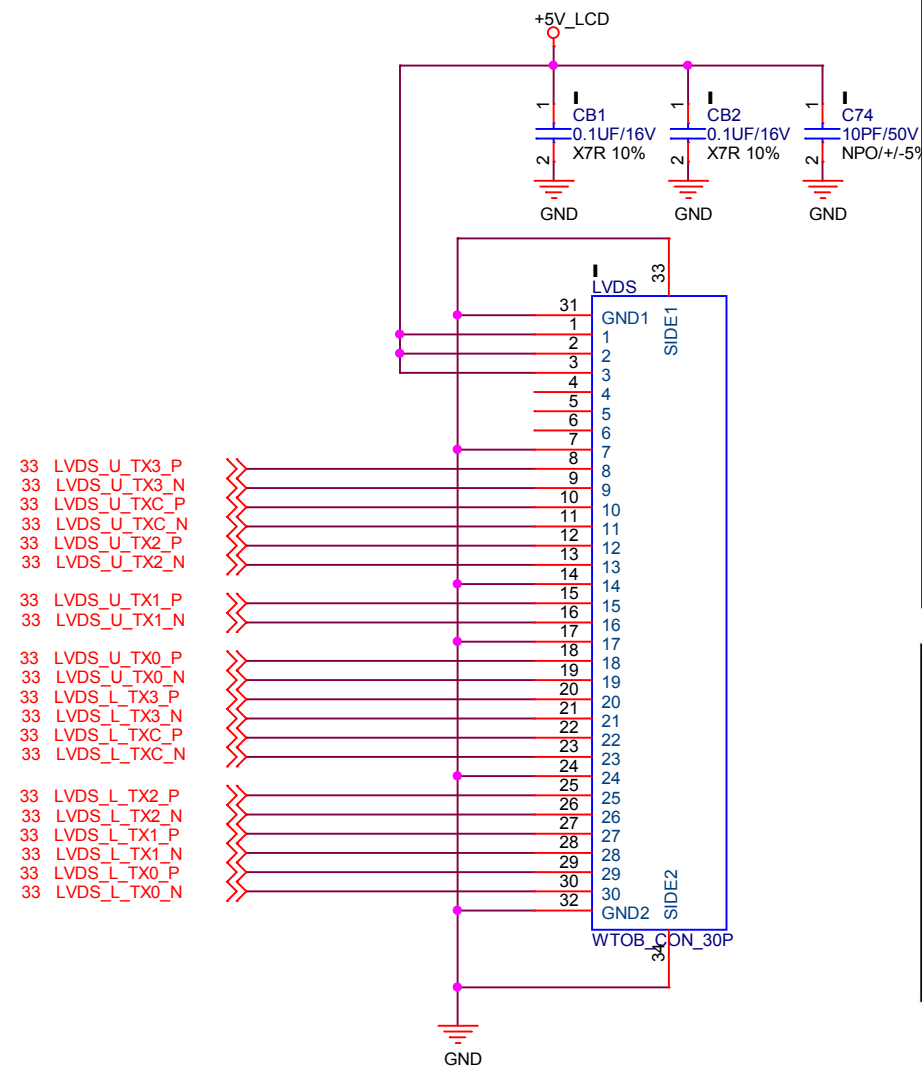 +5V_LCD
1
CB1
0.1UF/16V
X7R 10%
2
GND
1
CB2
0.1UF/16V
X7R 10%
2
GND
1
C74
10PF/50V
NPO/+/-5%
2
GND
LVDS
33
SIDE1
31 GND1
1 1
2 2
3 3
4 4
5 5
6 6
7 7
33 LVDS_U_TX3_P 8 8
33 LVDS_U_TX3_N 9 9
33 LVDS_U_TXC_P 10 10
33 LVDS_U_TXC_N 11 11
33 LVDS_U_TX2_P 12 12
33 LVDS_U_TX2_N 13 13
14 14
33 LVDS_U_TX1_P 15 15
33 LVDS_U_TX1_N 16 16
17 17
33 LVDS_U_TX0_P 18 18
33 LVDS_U_TX0_N 19 19
33 LVDS_L_TX3_P 20 20
33 LVDS_L_TX3_N 21 21
33 LVDS_L_TXC_P 22 22
33 LVDS_L_TXC_N 23 23
24 24
33 LVDS_L_TX2_P 25 25
33 LVDS_L_TX2_N 26 26
33 LVDS_L_TX1_P 27 27
33 LVDS_L_TX1_N 28 28
33 LVDS_L_TX0_P 29 29
33 LVDS_L_TX0_N 30 30
32 GND2
SIDE2
34
WTOB_CON_30P
GND